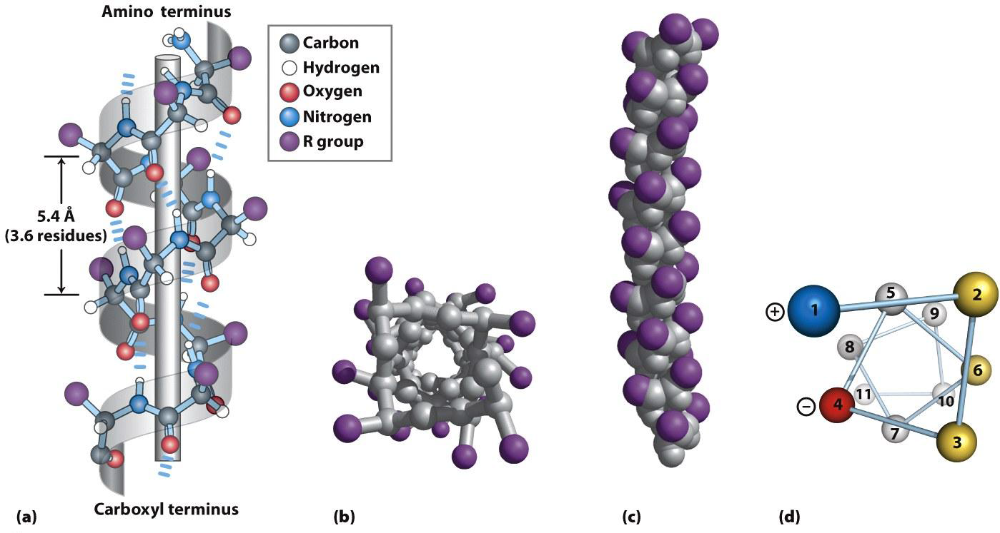 Amino terminus
Carbon
Hydrogen
Oxygen
Nitrogen
R group
5.4 Å
(3.6 residues)
Carboxyl terminus
(a)
(b)
(c)
+
1
5
2
9
8
6
11
10
−
4
7
3
(d)